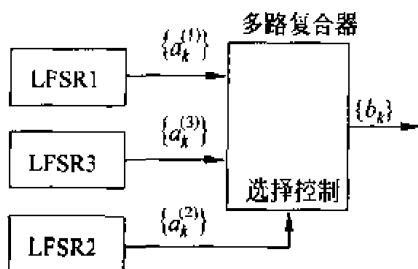 多路复合器
LFSR1
{a_k^{(1)}}
{b_k}
LFSR3
{a_k^{(3)}}
选择控制
LFSR2
{a_k^{(2)}}